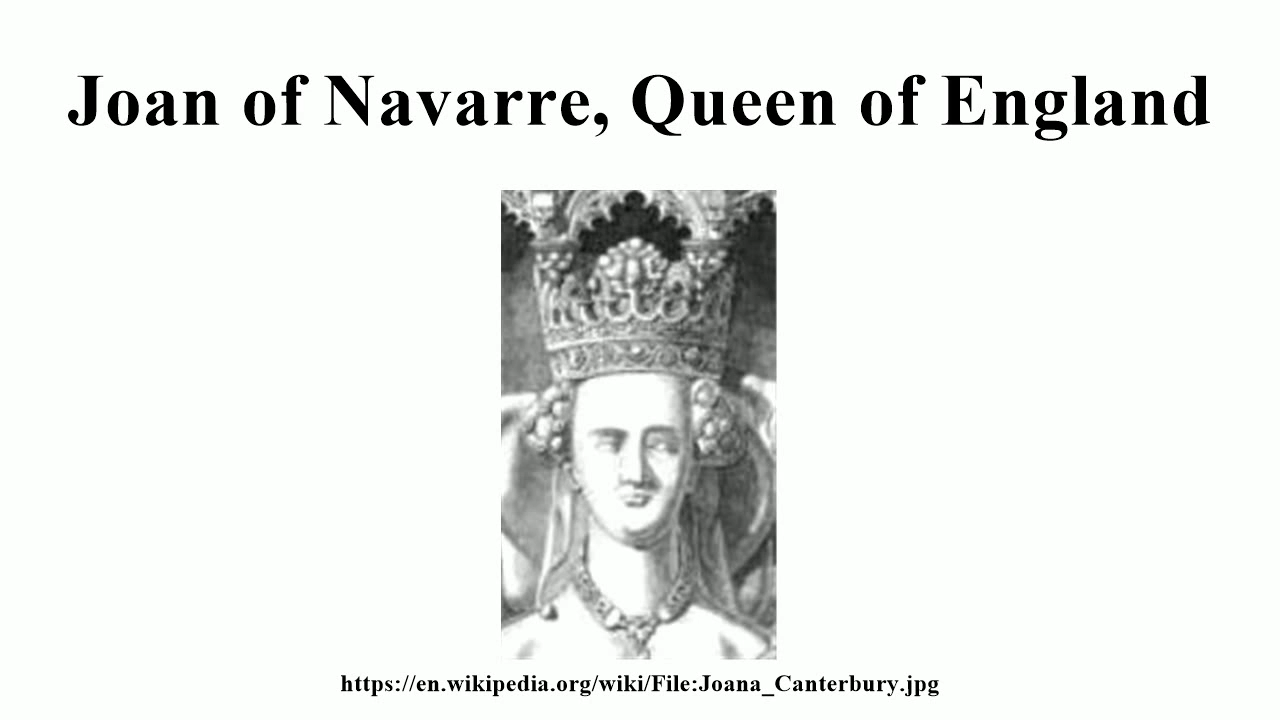 Joan of Navarre, Queen of England
https://en.wikipedia.org/wiki/File:Joana_Canterbury.jpg